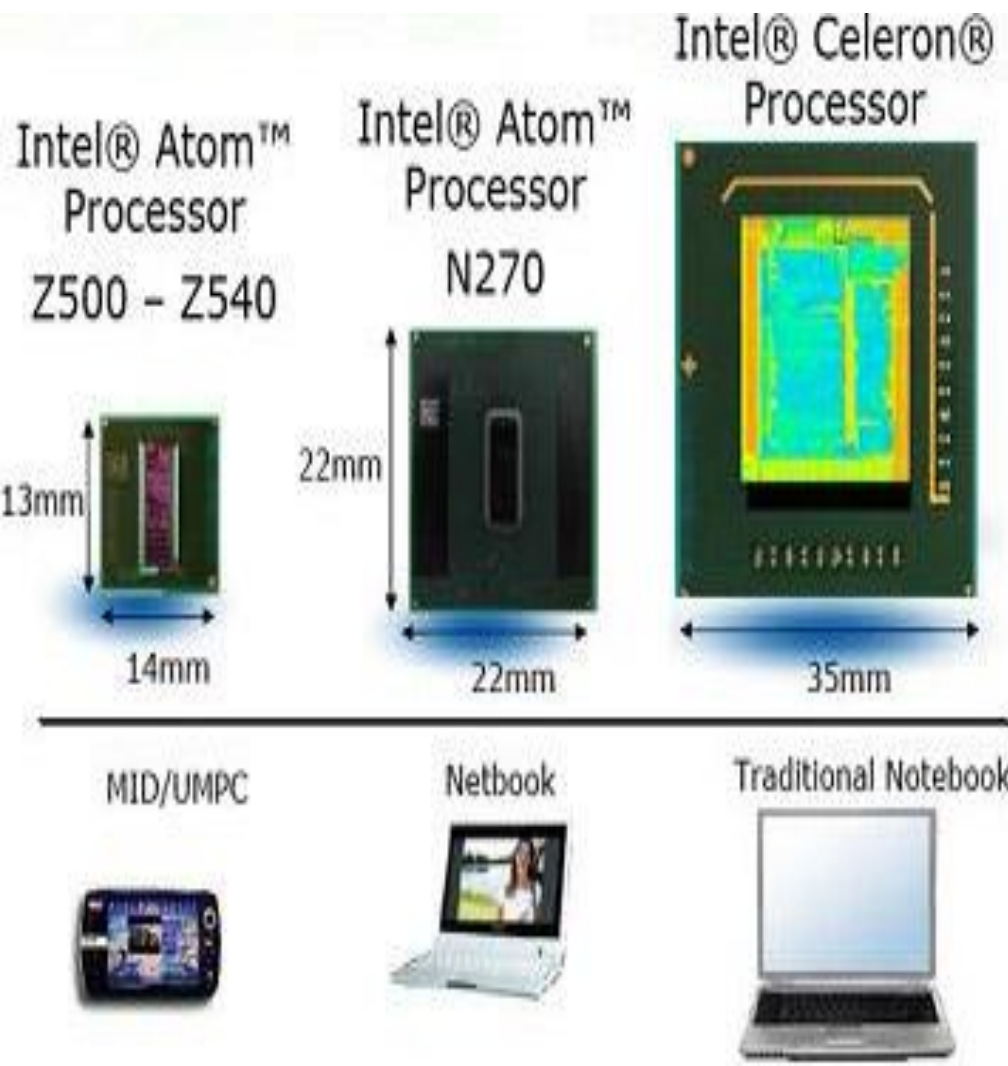 Intel® Atom™
Processor
Z500 – Z540
13mm
14mm
Intel® Atom™
Processor
N270
22mm
22mm
Intel® Celeron®
Processor
35mm
MID/UMPC
Netbook
Traditional Notebook